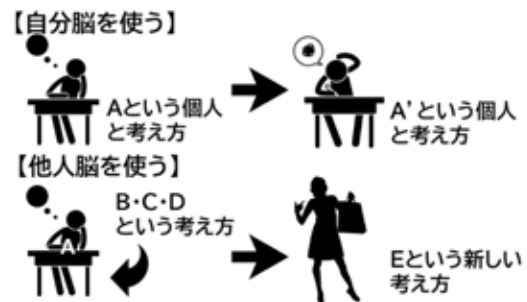 【自分脳を使う】
Aという個人
と考え方
A'という個人
と考え方
【他人脳を使う】
A
B・C・D
という考え方
Eという新しい
考え方